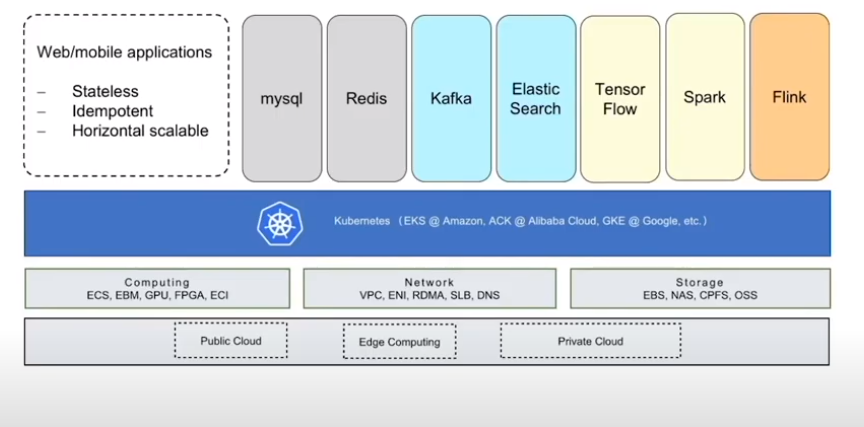 Web/mobile applications
– Stateless
– Idempotent
– Horizontal scalable
mysql
Redis
Kafka
Elastic
Search
Tensor
Flow
Spark
Flink
Kubernetes （EKS @ Amazon, ACK @ Alibaba Cloud, GKE @ Google, etc.）
Computing
ECS, EBM, GPU, FPGA, ECI
Network
VPC, ENI, RDMA, SLB, DNS
Storage
EBS, NAS, CPFS, OSS
Public Cloud
Edge Computing
Private Cloud